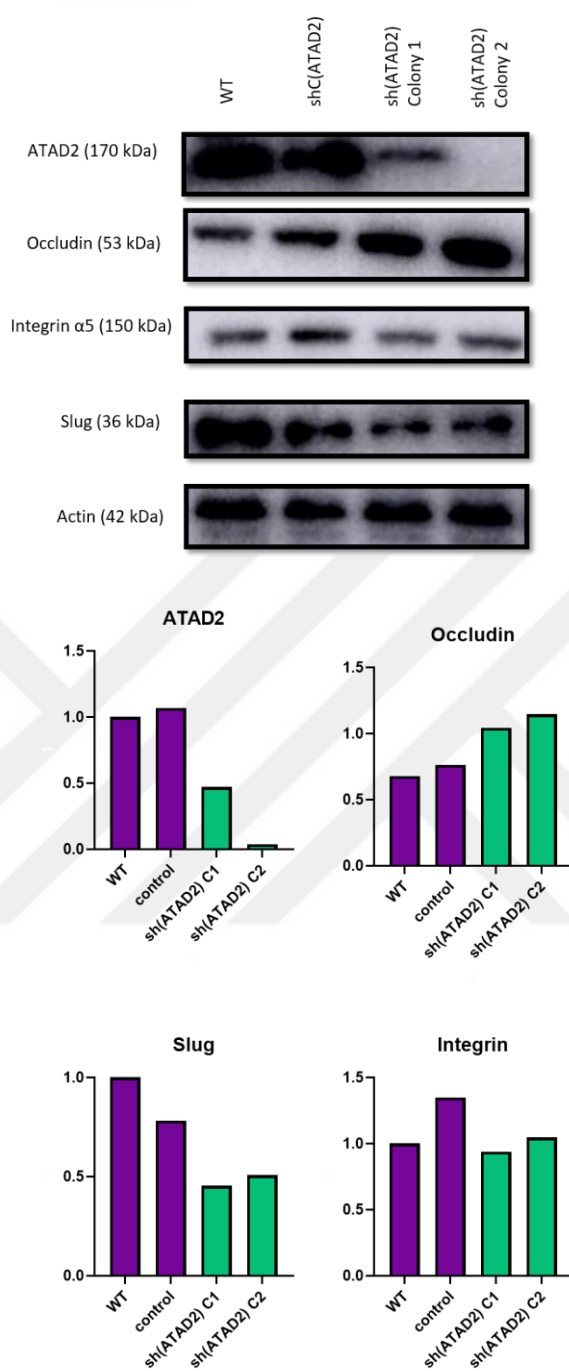 WT
shC(ATAD2)
sh(ATAD2)
Colony 1
sh(ATAD2)
Colony 2
ATAD2 (170 kDa)
Occludin (53 kDa)
Integrin α5 (150 kDa)
Slug (36 kDa)
Actin (42 kDa)
ATAD2
1.5
1.0
0.5
0.0
WT
control
sh(ATAD2) C1
sh(ATAD2) C2
Occludin
1.5
1.0
0.5
0.0
WT
control
sh(ATAD2) C1
sh(ATAD2) C2
Slug
1.0
0.5
0.0
WT
control
sh(ATAD2) C1
sh(ATAD2) C2
Integrin
1.5
1.0
0.5
0.0
WT
control
sh(ATAD2) C1
sh(ATAD2) C2